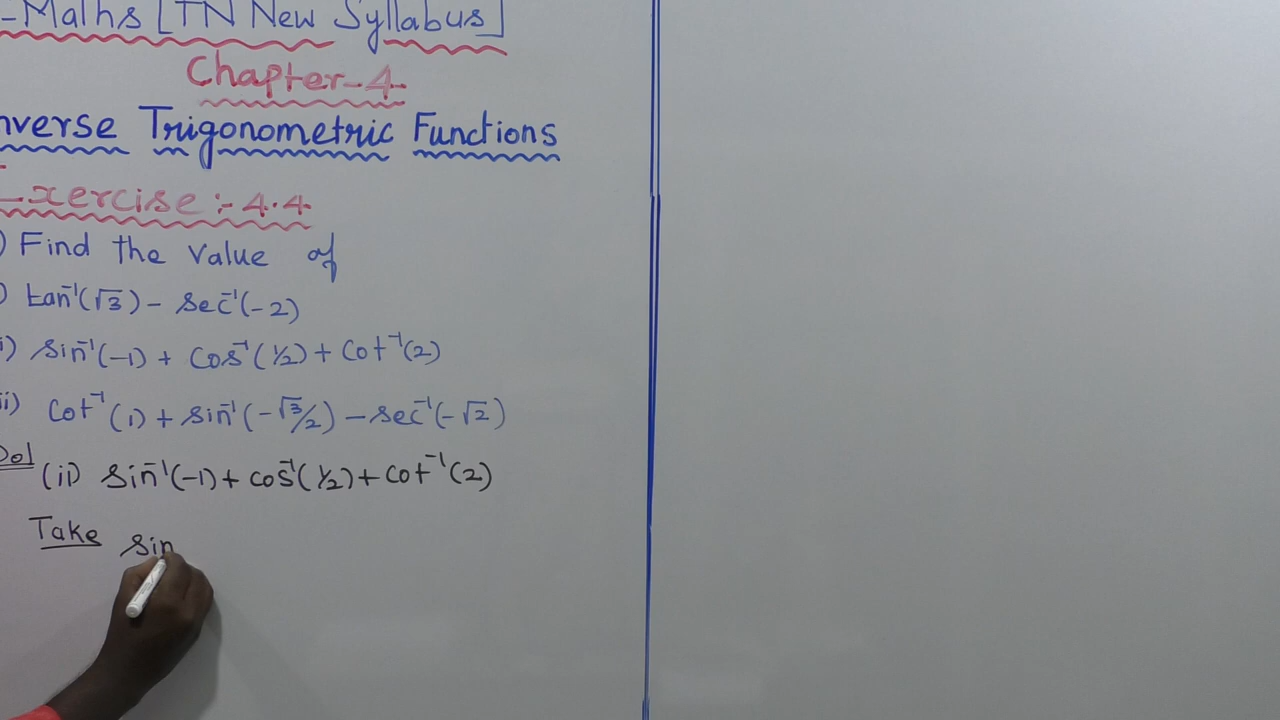 -Maths [TN New Syllabus]
Chapter-4
nverse Trigonometric Functions
xercise :- 4.4
) Find the value of
) tan⁻¹(√3) - sec⁻¹(-2)
i) sin⁻¹(-1) + cos⁻¹(1/2) + cot⁻¹(2)
ii) cot⁻¹(1) + sin⁻¹(-√3/2) - sec⁻¹(-√2)
Sol (ii) sin⁻¹(-1) + cos⁻¹(1/2) + cot⁻¹(2)
Take sin